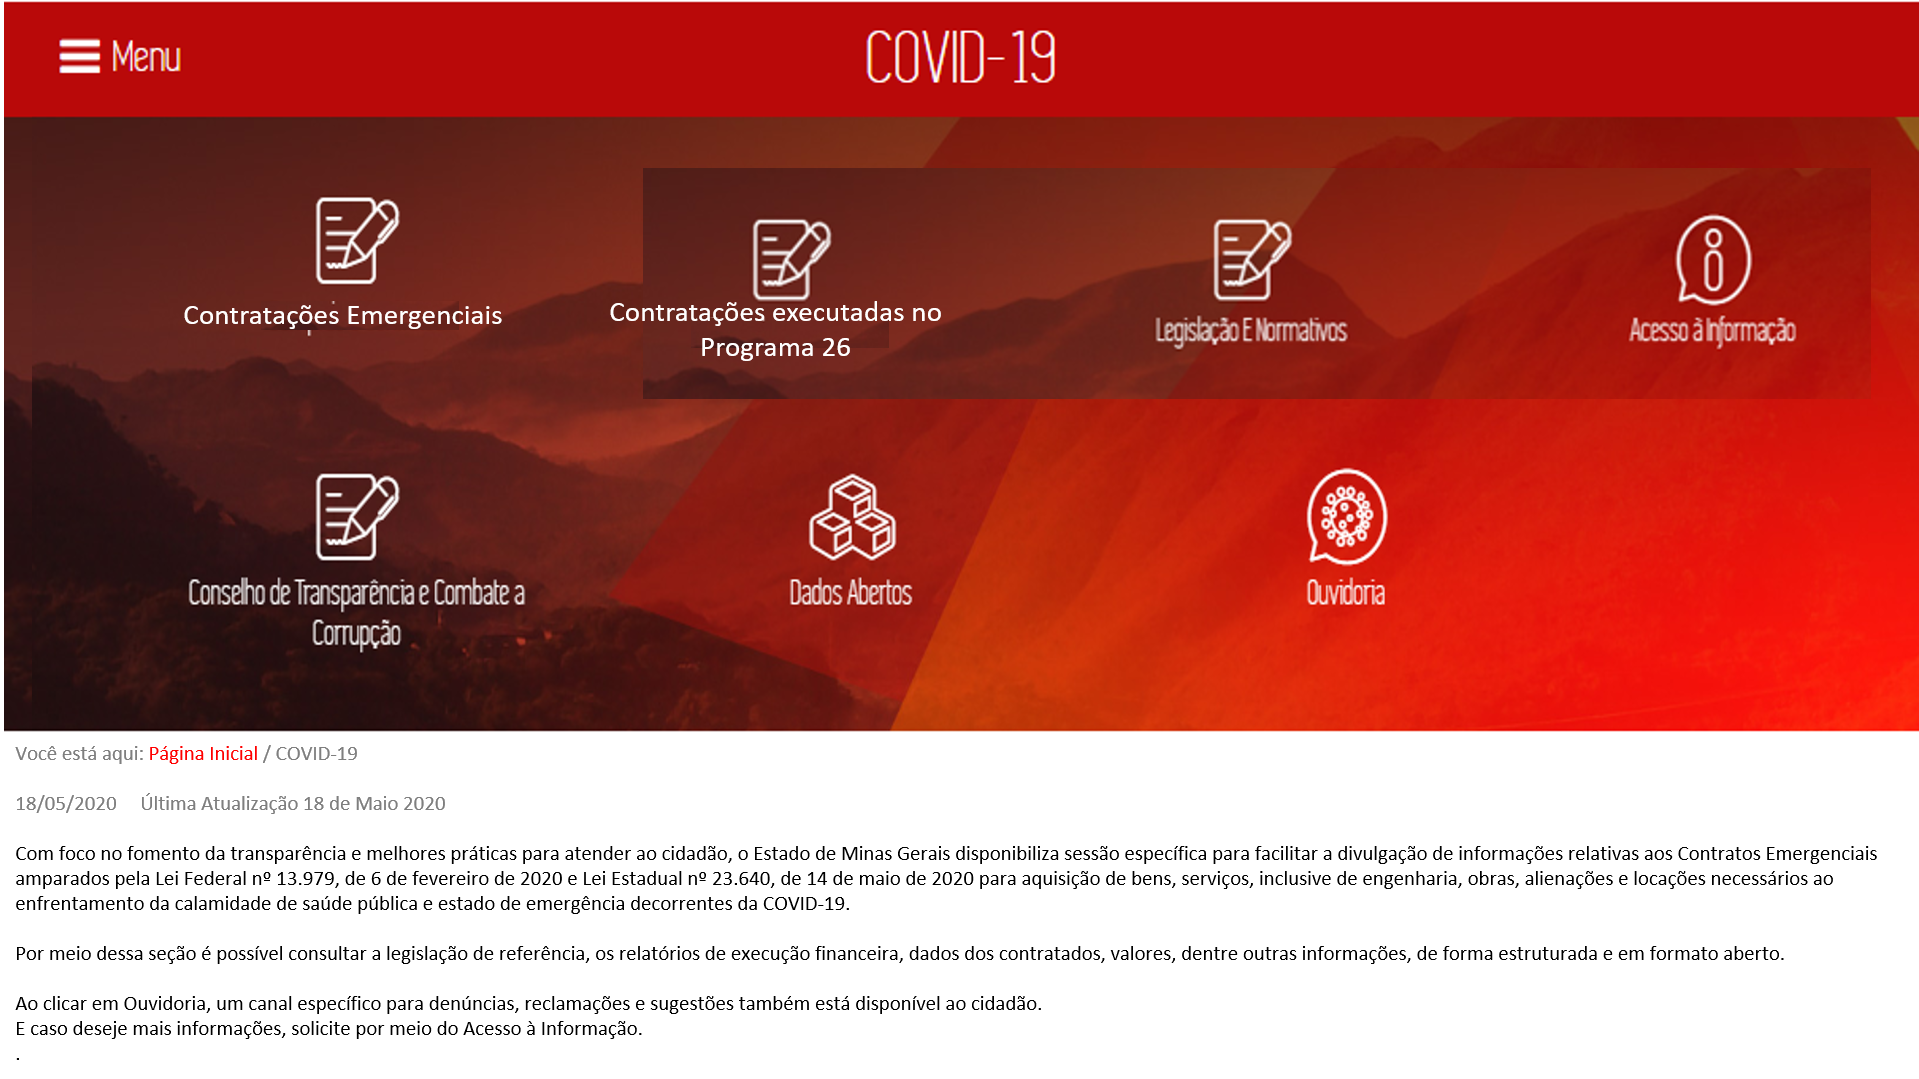 Menu
COVID-19
Contratações Emergenciais
Contratações executadas no
Programa 26
Legislação E Normativos
Acesso à Informação
Conselho de Transparência e Combate a
Corrupção
Dados Abertos
Ouvidoria
Você está aqui: Página Inicial / COVID-19
18/05/2020 Última Atualização 18 de Maio 2020
Com foco no fomento da transparência e melhores práticas para atender ao cidadão, o Estado de Minas Gerais disponibiliza sessão específica para facilitar a divulgação de informações relativas aos Contratos Emergenciais
amparados pela Lei Federal nº 13.979, de 6 de fevereiro de 2020 e Lei Estadual nº 23.640, de 14 de maio de 2020 para aquisição de bens, serviços, inclusive de engenharia, obras, alienações e locações necessários ao
enfrentamento da calamidade de saúde pública e estado de emergência decorrentes da COVID-19.
Por meio dessa seção é possível consultar a legislação de referência, os relatórios de execução financeira, dados dos contratados, valores, dentre outras informações, de forma estruturada e em formato aberto.
Ao clicar em Ouvidoria, um canal específico para denúncias, reclamações e sugestões também está disponível ao cidadão.
E caso deseje mais informações, solicite por meio do Acesso à Informação.
.